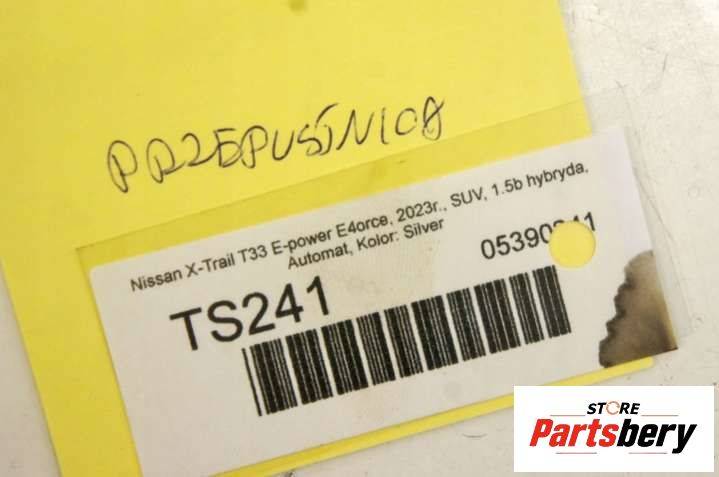 PRZEPUSTNICA
Nissan X-Trail T33 E-power E4orce, 2023r., SUV, 1.5b hybryda,
Automat, Kolor: Silver
TS241
STORE
Partsbery